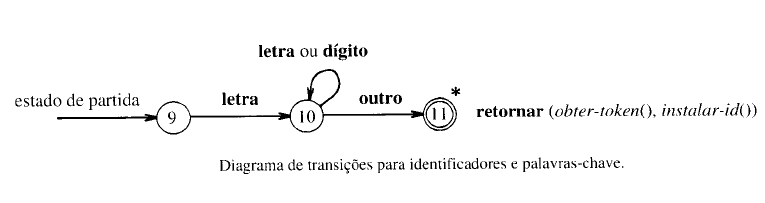 letra ou dígito
estado de partida
letra
outro
*
9
10
11
retornar (obter-token(), instalar-id())
Diagrama de transições para identificadores e palavras-chave.